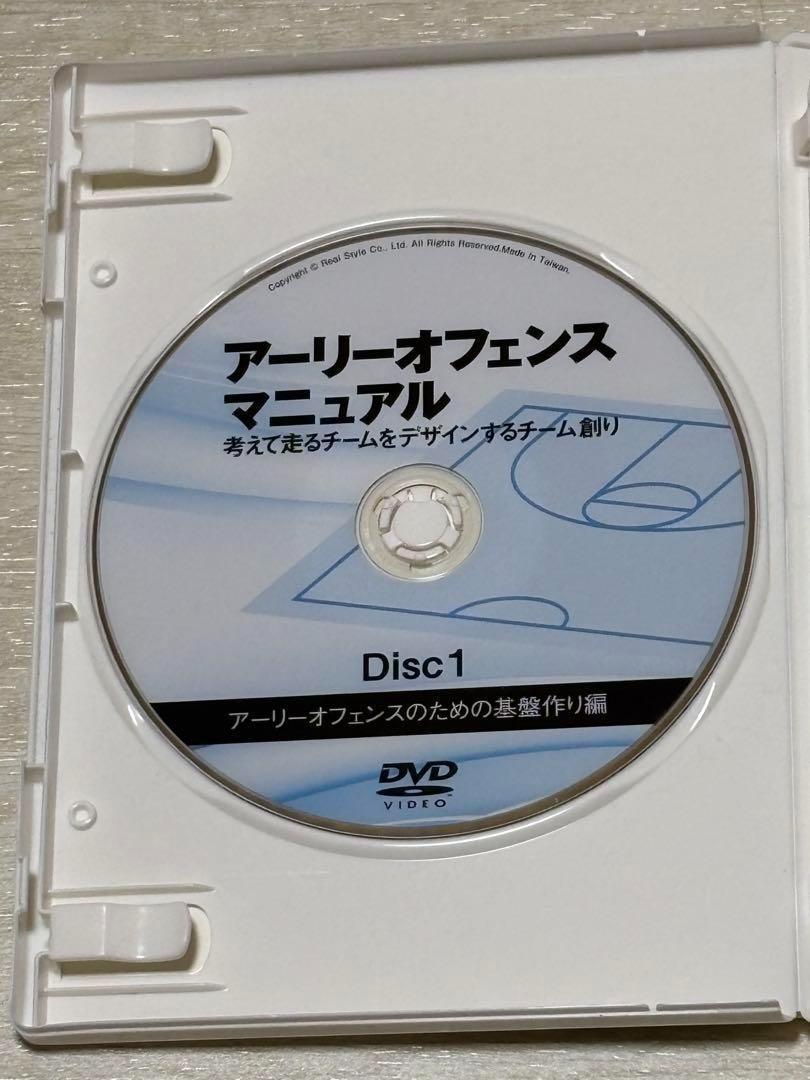 Copyright © Real Style Co., Ltd. All Rights Reserved.Made in Taiwan.
アーリーオフェンス
マニュアル
考えて走るチームをデザインするチーム創り
Disc 1
アーリーオフェンスのための基盤作り編
DVD
VIDEO™